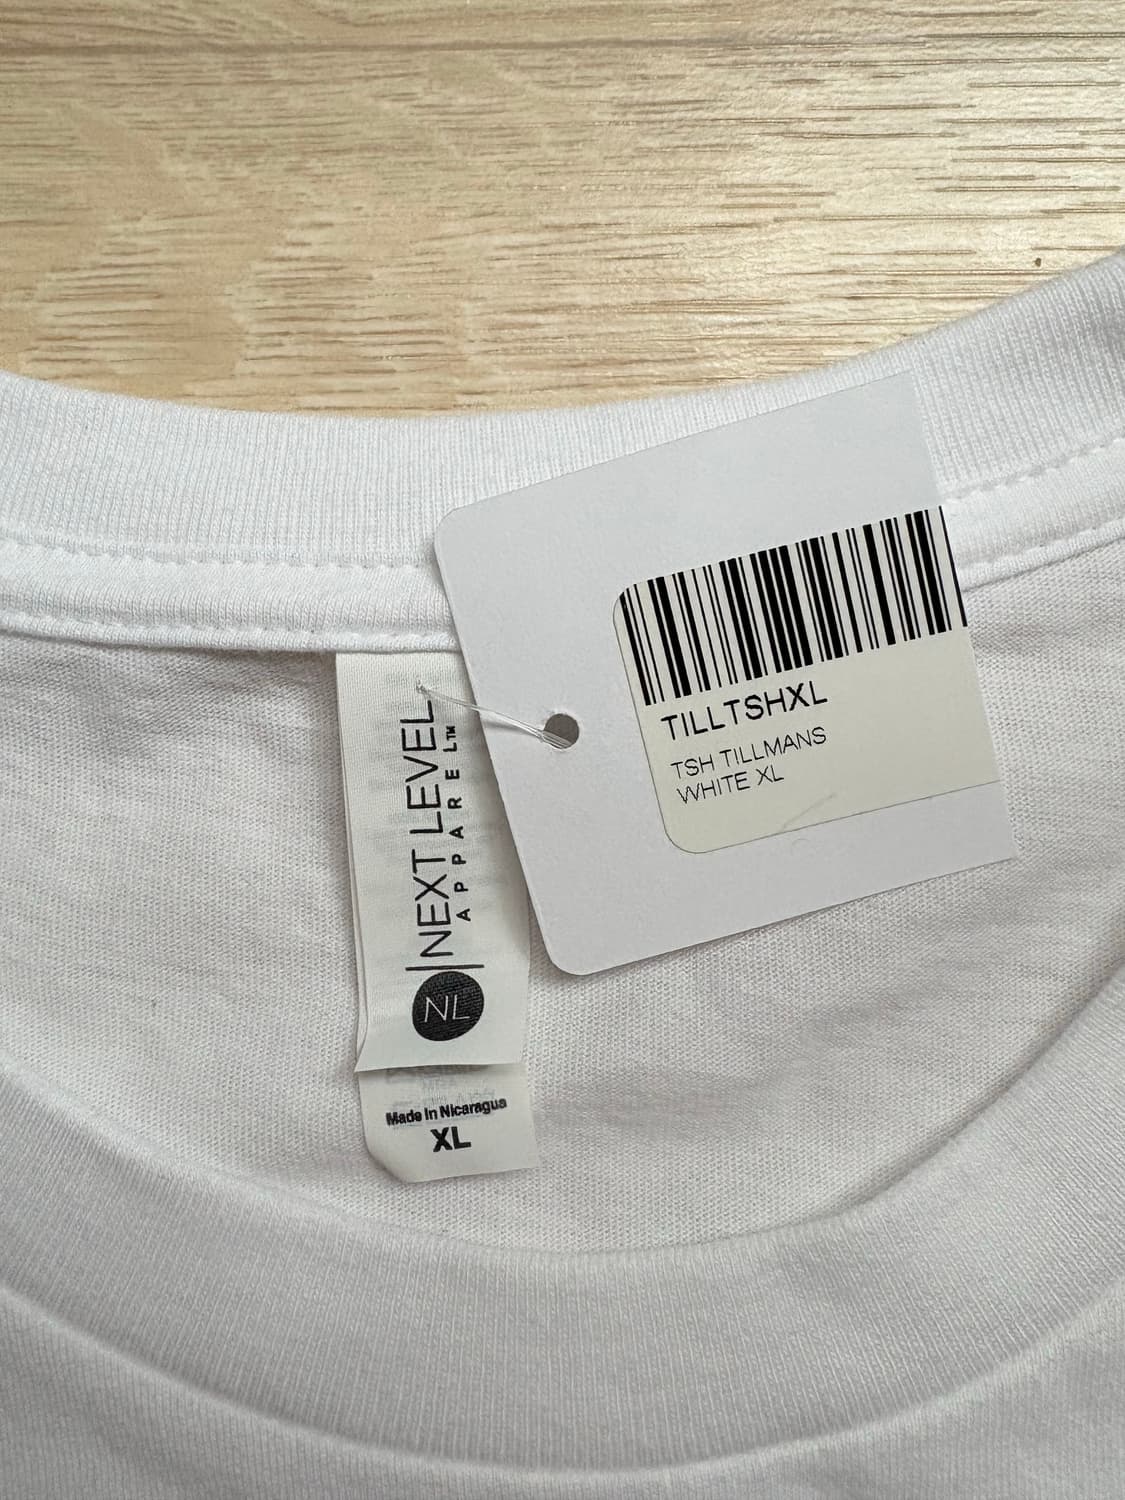 NEXT LEVEL
APPAREL™
NL
Made In Nicaragua
XL
TILLTSHXL
TSH TILLMANS
WHITE XL